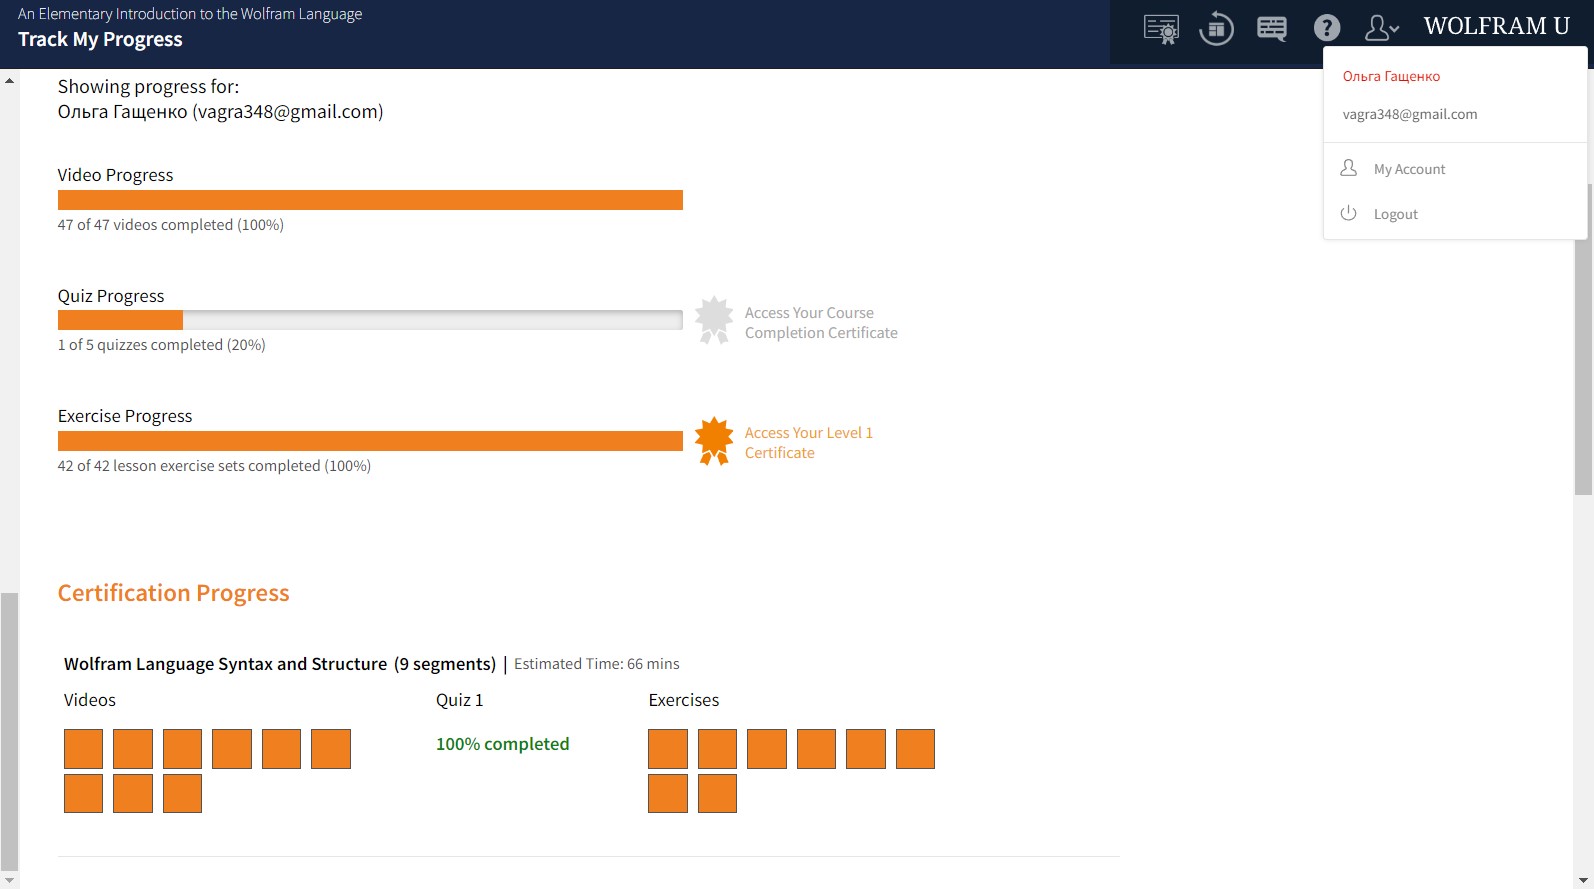 An Elementary Introduction to the Wolfram Language
Track My Progress
WOLFRAM U
Ольга Гащенко
vagra348@gmail.com
My Account
Logout
Showing progress for:
Ольга Гащенко (vagra348@gmail.com)
Video Progress
47 of 47 videos completed (100%)
Quiz Progress
Access Your Course
Completion Certificate
1 of 5 quizzes completed (20%)
Exercise Progress
Access Your Level 1
Certificate
42 of 42 lesson exercise sets completed (100%)
Certification Progress
Wolfram Language Syntax and Structure (9 segments) | Estimated Time: 66 mins
Videos Quiz 1 Exercises
100% completed